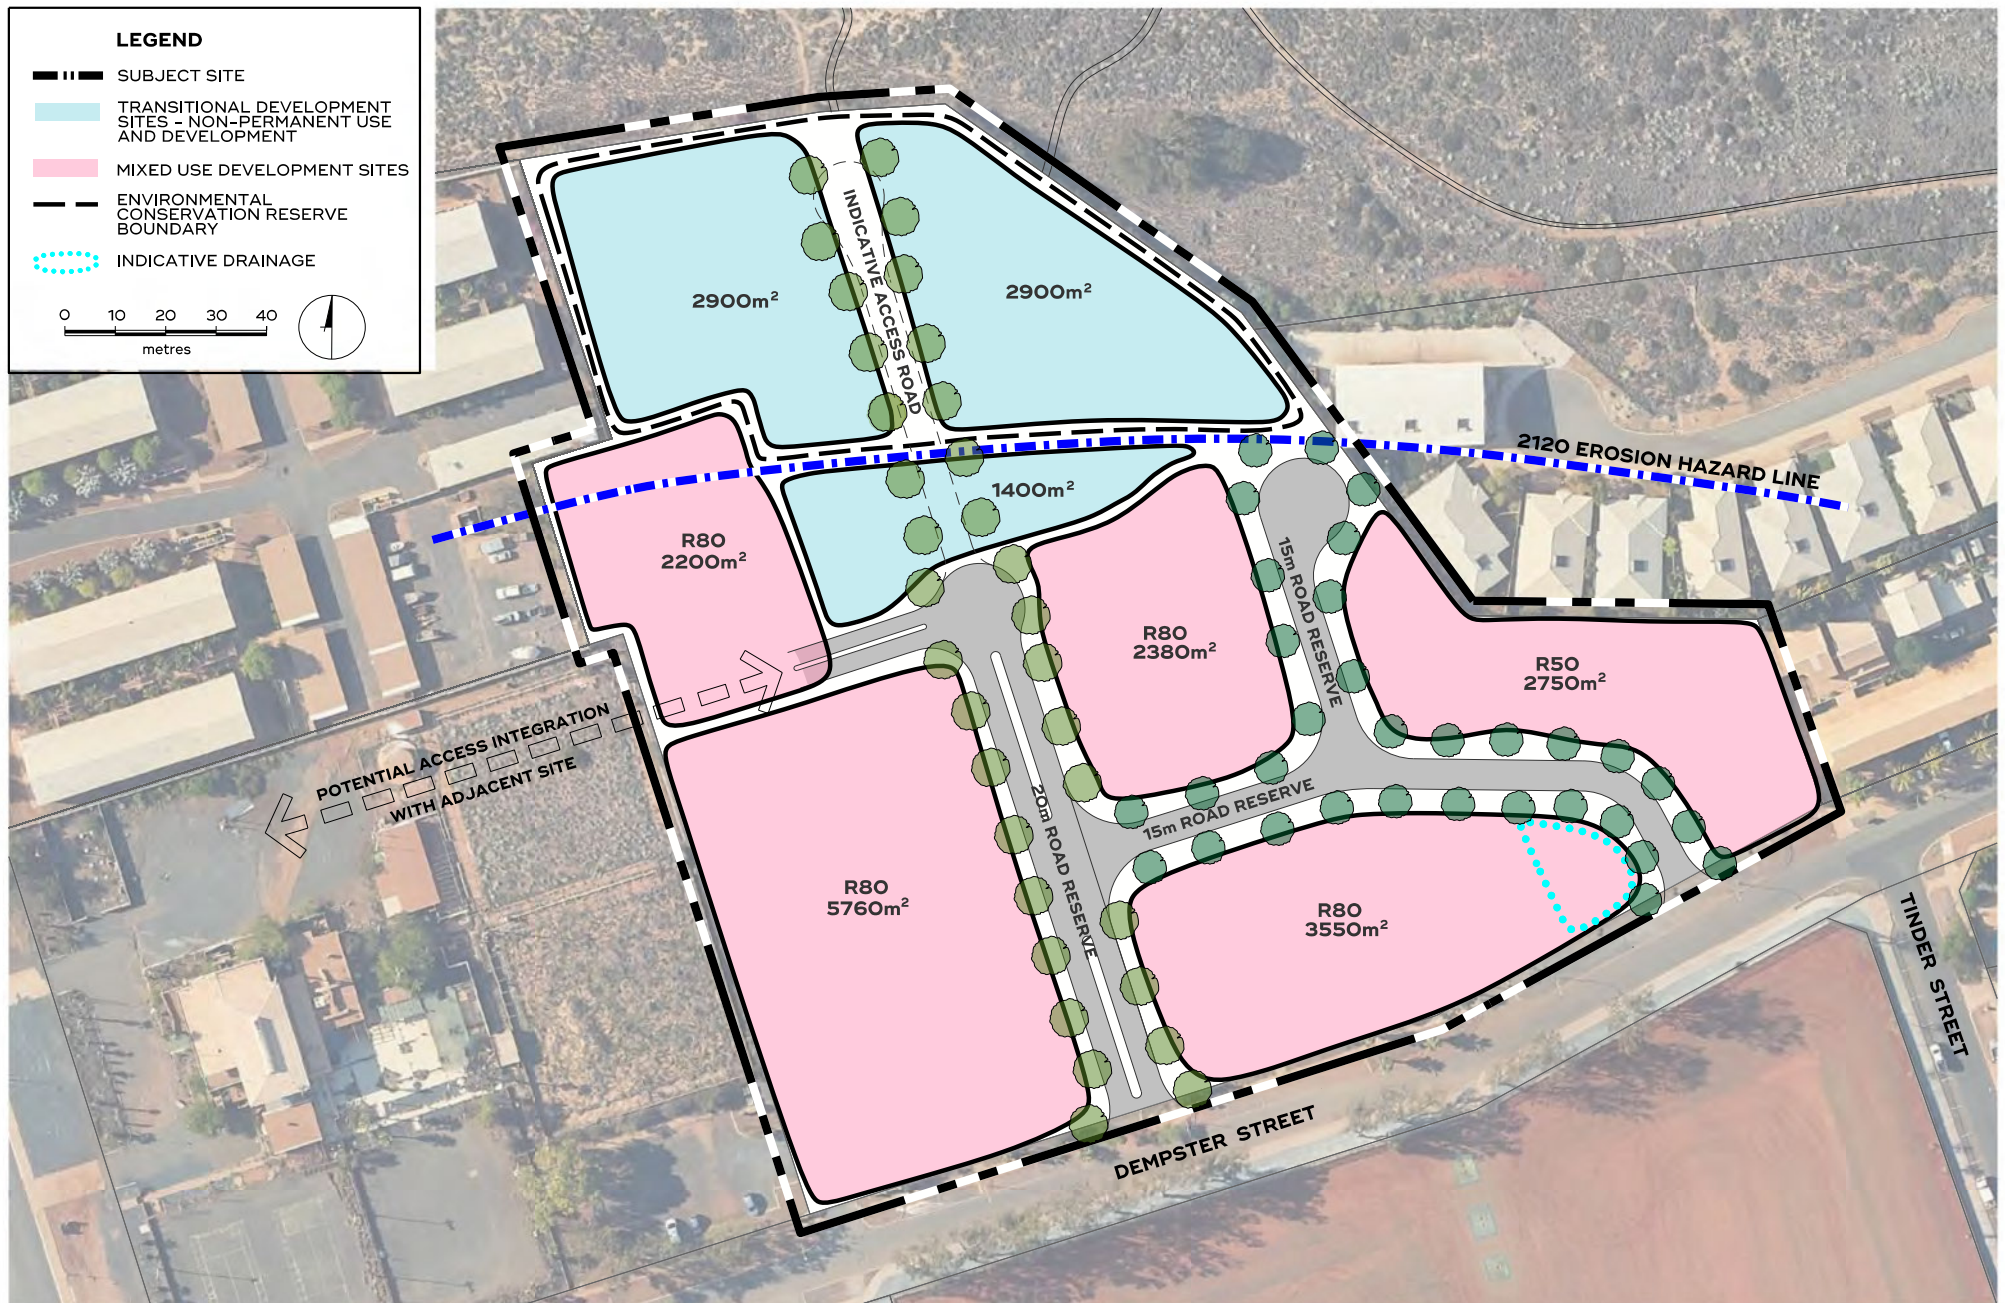 LEGEND
SUBJECT SITE
TRANSITIONAL DEVELOPMENT
SITES - NON-PERMANENT USE
AND DEVELOPMENT
MIXED USE DEVELOPMENT SITES
ENVIRONMENTAL
CONSERVATION RESERVE
BOUNDARY
INDICATIVE DRAINAGE
0 10 20 30 40
metres
2900m²
INDICATIVE ACCESS ROAD
2900m²
2120 EROSION HAZARD LINE
1400m²
R80
2200m²
15m ROAD RESERVE
R80
2380m²
R50
2750m²
POTENTIAL ACCESS INTEGRATION
WITH ADJACENT SITE
20m ROAD RESERVE
15m ROAD RESERVE
R80
5760m²
R80
3550m²
TINDER STREET
DEMPSTER STREET